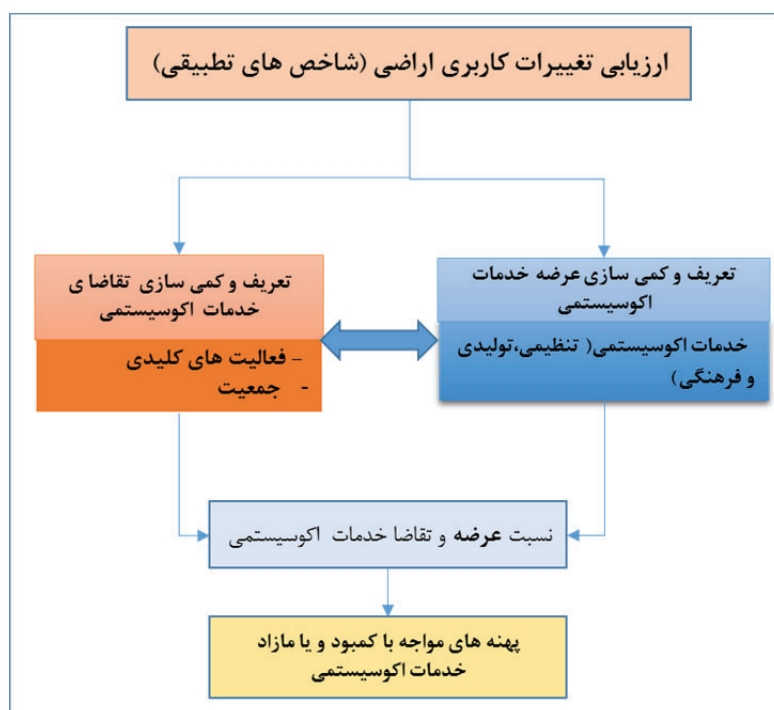 ارزیابی تغییرات کاربری اراضی (شاخص های تطبیقی)
تعریف و کمی سازی عرضه خدمات
اکوسیستمی
خدمات اکوسیستمی( تنظیمی،تولیدی
و فرهنگی)
تعریف و کمی سازی تقاضا ی
خدمات اکوسیستمی
- فعالیت های کلیدی
- جمعیت
نسبت عرضه و تقاضا خدمات اکوسیستمی
پهنه های مواجه با کمبود و یا مازاد
خدمات اکوسیستمی